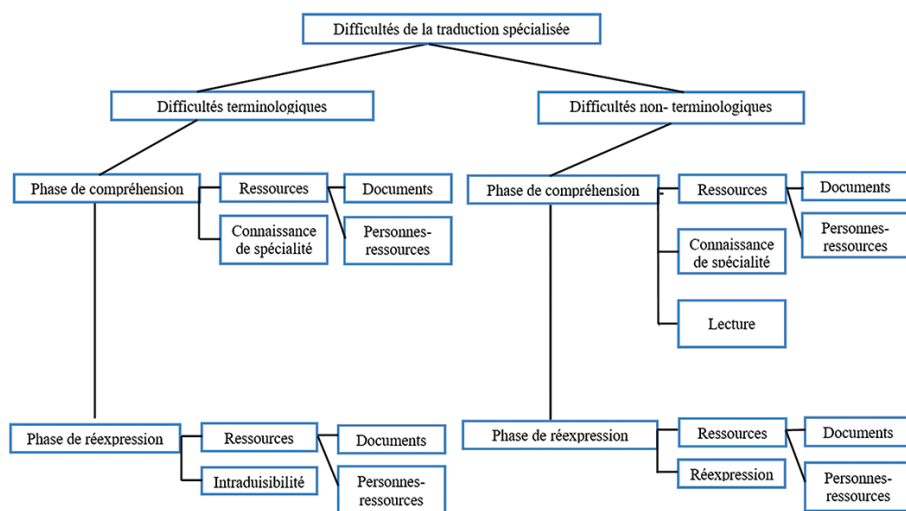 Difficultés de la traduction spécialisée
Difficultés terminologiques
Difficultés non- terminologiques
Phase de compréhension
Ressources
Documents
Connaissance
de spécialité
Personnes-
ressources
Phase de compréhension
Ressources
Documents
Connaissance
de spécialité
Personnes-
ressources
Lecture
Phase de réexpression
Ressources
Documents
Intraduisibilité
Personnes-
ressources
Phase de réexpression
Ressources
Documents
Réexpression
Personnes-
ressources